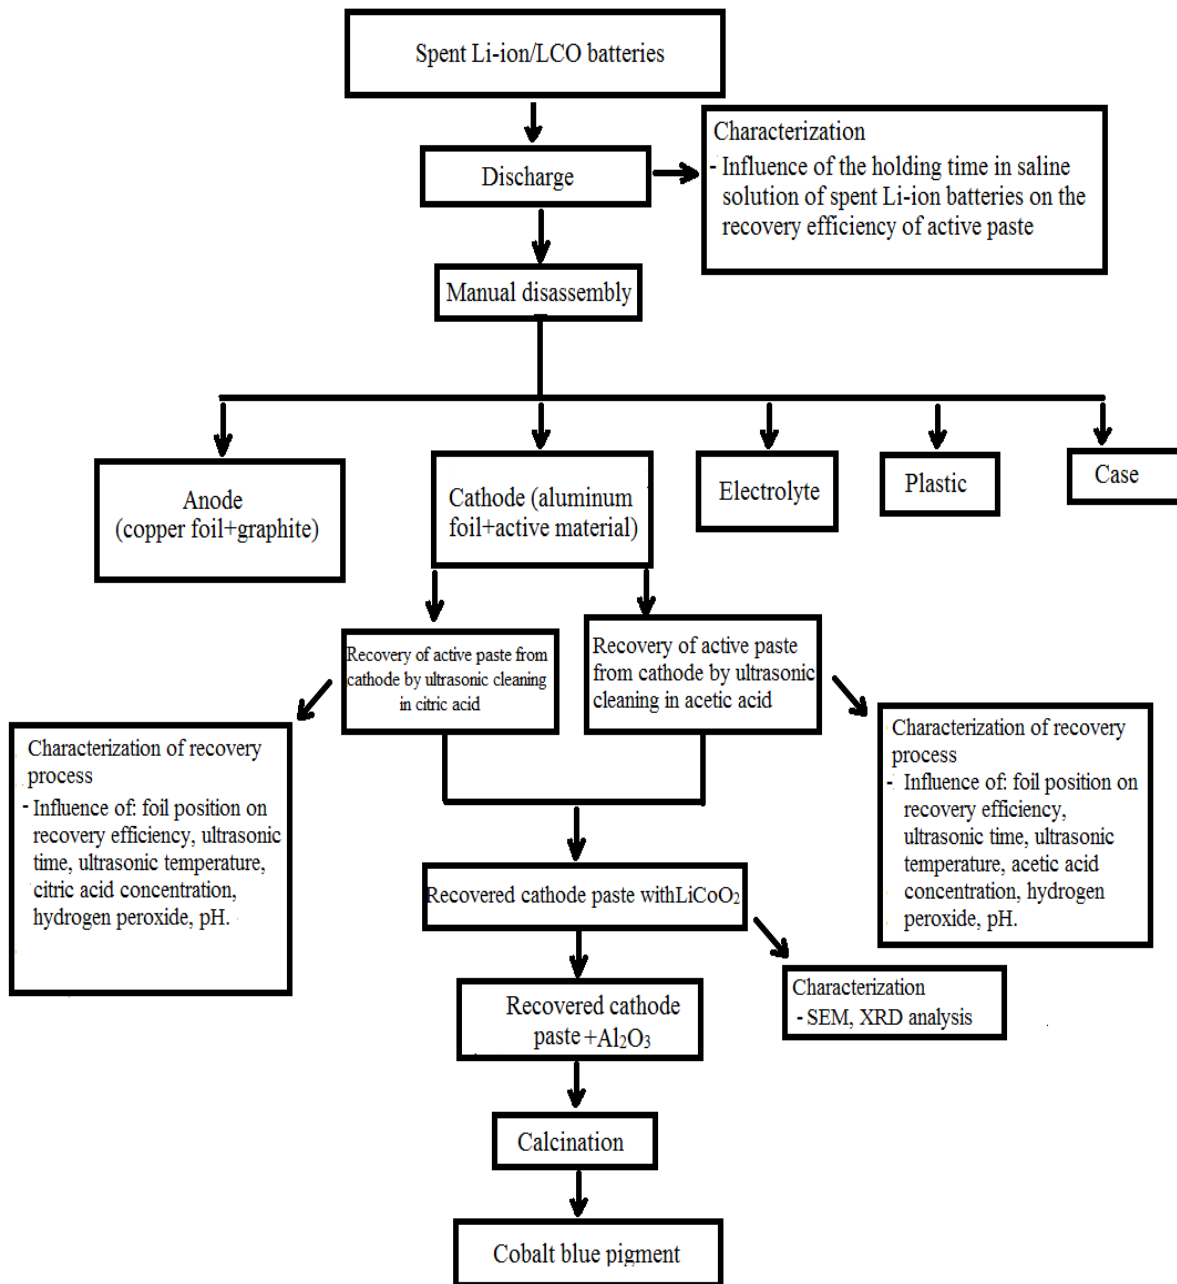 Spent Li-ion/LCO batteries
Discharge
Characterization
- Influence of the holding time in saline
solution of spent Li-ion batteries on the
recovery efficiency of active paste
Manual disassembly
Anode
(copper foil+graphite)
Cathode (aluminum
foil+active material)
Electrolyte
Plastic
Case
Recovery of active paste from
cathode by ultrasonic cleaning
in citric acid
Recovery of active paste
from cathode by ultrasonic
cleaning in acetic acid
Characterization of recovery
process
- Influence of: foil position on
recovery efficiency, ultrasonic
time, ultrasonic temperature,
citric acid concentration,
hydrogen peroxide, pH.
Characterization of recovery
process
- Influence of: foil position on
recovery efficiency,
ultrasonic time, ultrasonic
temperature, acetic acid
concentration, hydrogen
peroxide, pH.
Recovered cathode paste withLiCoO₂
Characterization
- SEM, XRD analysis
Recovered cathode
paste +Al₂O₃
Calcination
Cobalt blue pigment